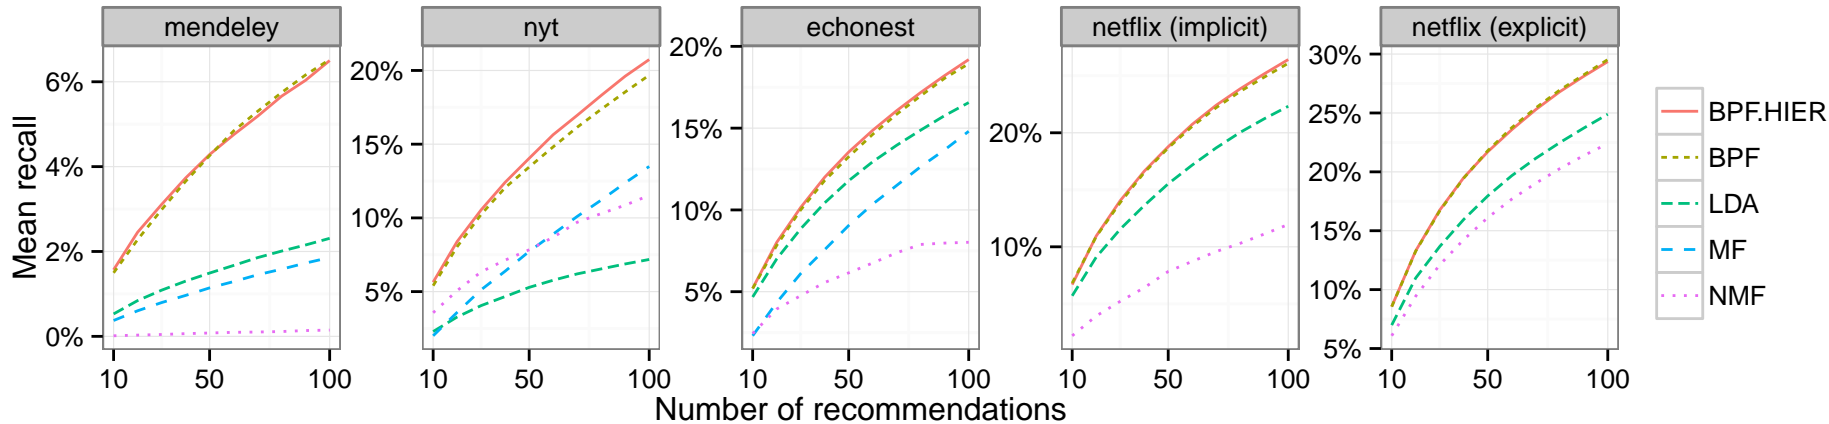 mendeley
nyt
echonest
netflix (implicit)
netflix (explicit)
Mean recall
6%
4%
2%
0%
20%
15%
10%
5%
20%
15%
10%
5%
20%
10%
30%
25%
20%
15%
10%
5%
10 50 100
10 50 100
10 50 100
10 50 100
10 50 100
Number of recommendations
BPF.HIER
BPF
LDA
MF
NMF